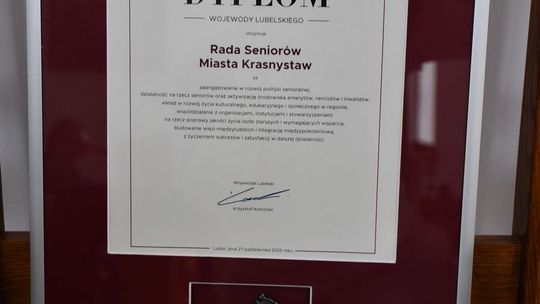 DYPLOM
WOJEWODY LUBELSKIEGO
otrzymuje
Rada Seniorów
Miasta Krasnystaw
za
zaangażowanie w rozwój polityki senioralnej,
działalność na rzecz seniorów oraz aktywizację środowiska emerytów, rencistów i inwalidów,
wkład w rozwój życia kulturalnego, edukacyjnego i społecznego w regionie,
współdziałanie z organizacjami, instytucjami i stowarzyszeniami
na rzecz poprawy jakości życia osób starszych i wymagających wsparcia,
budowanie więzi międzyludzkich i integrację międzypokoleniową,
z życzeniami sukcesów i satysfakcji w dalszej działalności.
Wojewoda Lubelski
Krzysztof Komorski
Lublin, dnia 27 października 2025 roku